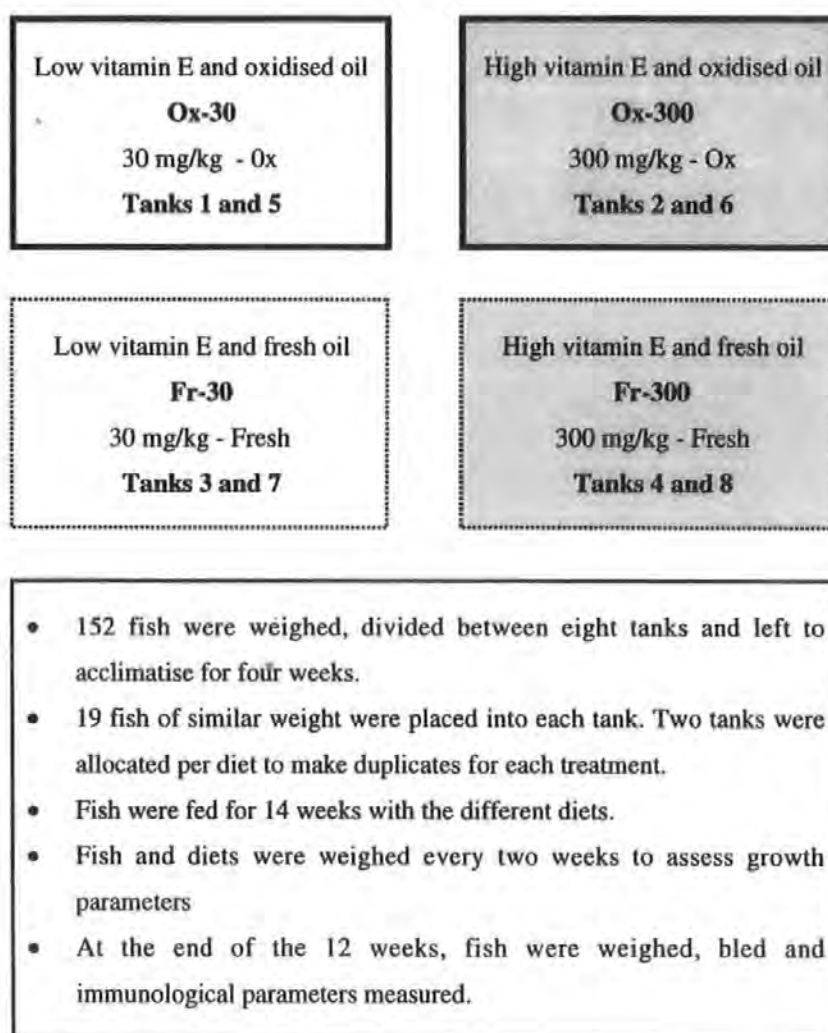 Low vitamin E and oxidised oil
Ox-30
30 mg/kg - Ox
Tanks 1 and 5
High vitamin E and oxidised oil
Ox-300
300 mg/kg - Ox
Tanks 2 and 6
Low vitamin E and fresh oil
Fr-30
30 mg/kg - Fresh
Tanks 3 and 7
High vitamin E and fresh oil
Fr-300
300 mg/kg - Fresh
Tanks 4 and 8
• 152 fish were weighed, divided between eight tanks and left to
acclimatise for four weeks.
• 19 fish of similar weight were placed into each tank. Two tanks were
allocated per diet to make duplicates for each treatment.
• Fish were fed for 14 weeks with the different diets.
• Fish and diets were weighed every two weeks to assess growth
parameters
• At the end of the 12 weeks, fish were weighed, bled and
immunological parameters measured.